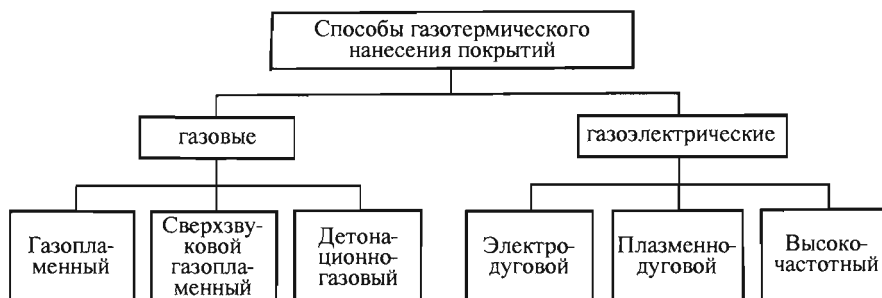 Способы газотермического
нанесения покрытий
газовые
газоэлектрические
Газопла-
менный
Сверхзву-
ковой
газопла-
менный
Детона-
ционно-
газовый
Электро-
дуговой
Плазменно-
дуговой
Высоко-
частотный